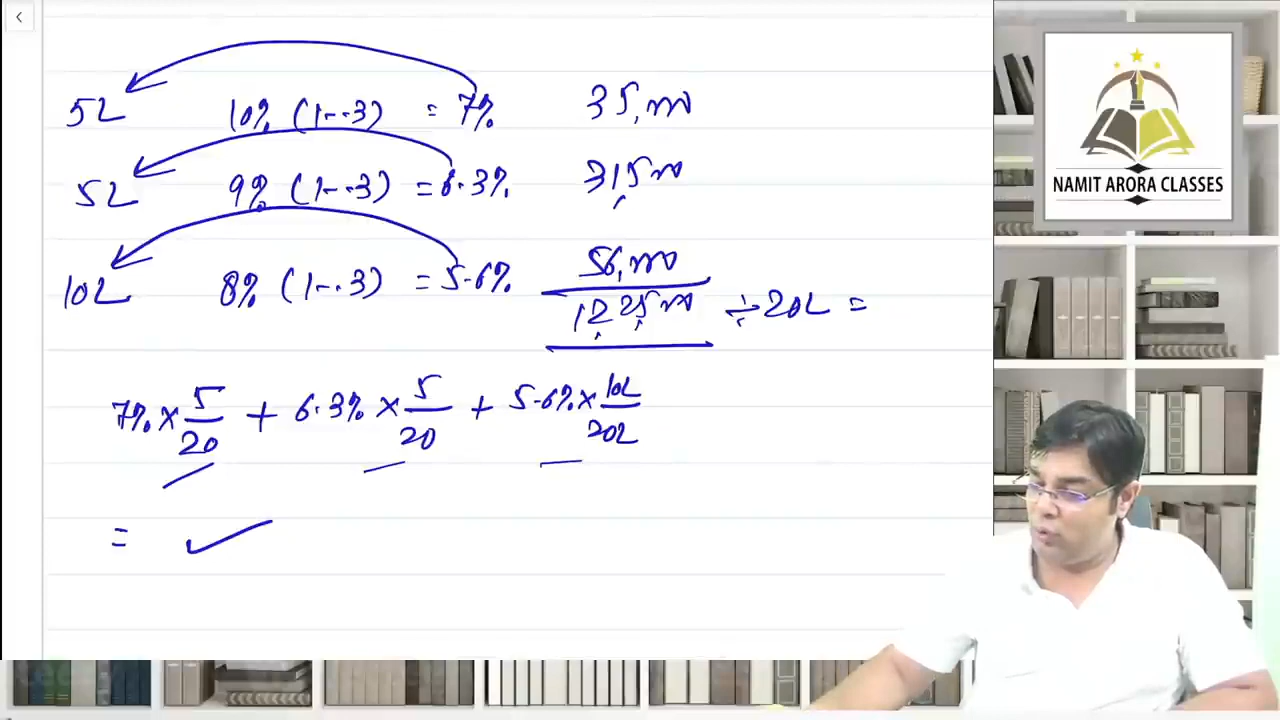 5L 10% (1-.3) = 7% 35,000
5L 9% (1-.3) = 6.3% 31,500
10L 8% (1-.3) = 5.6% 56,000
1,22,500 ÷ 20L =
7% × 5/20 + 6.3% × 5/20 + 5.6% × 10L/20L
= ✓
NAMIT ARORA CLASSES